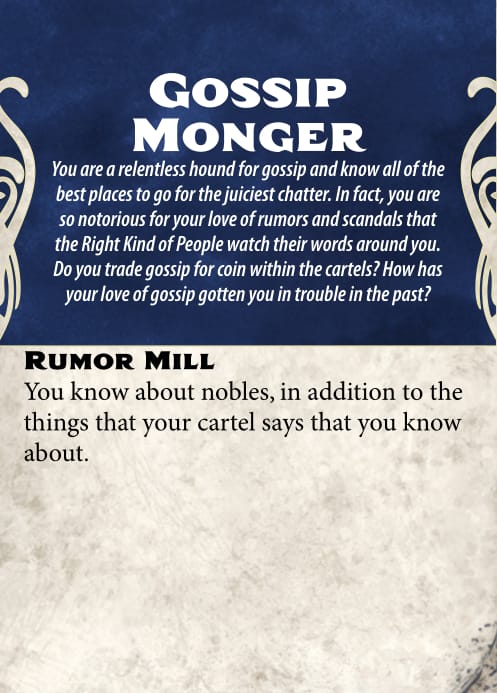 Gossip
Monger
You are a relentless hound for gossip and know all of the
best places to go for the juiciest chatter. In fact, you are
so notorious for your love of rumors and scandals that
the Right Kind of People watch their words around you.
Do you trade gossip for coin within the cartels? How has
your love of gossip gotten you in trouble in the past?
Rumor Mill
You know about nobles, in addition to the
things that your cartel says that you know
about.